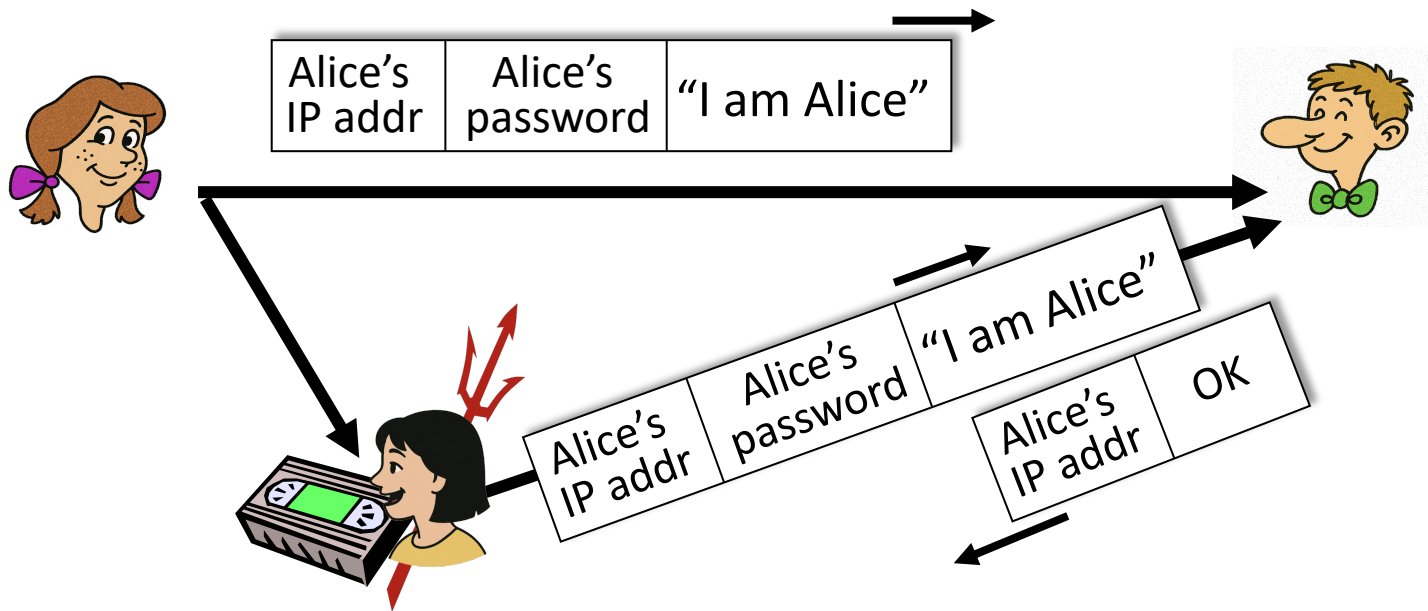 Alice’s
IP addr
Alice’s
password
“I am Alice”
Alice’s
IP addr
Alice’s
password
“I am Alice”
Alice’s
IP addr
OK